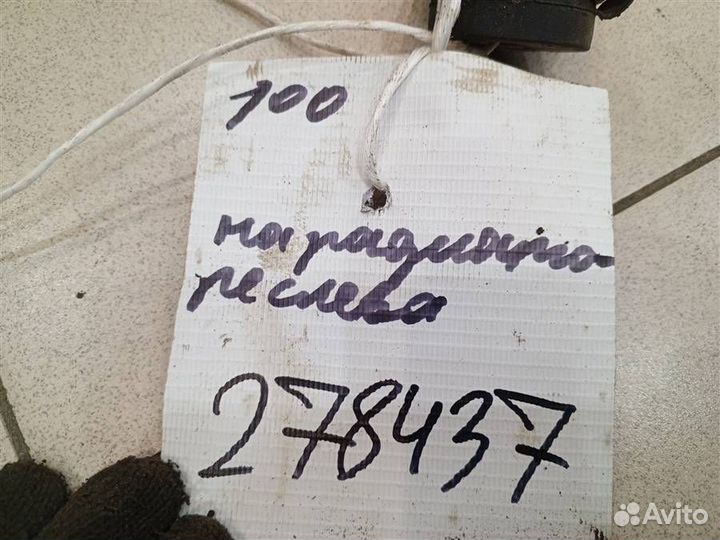 100
на радиато
ре слева
278437
Avito